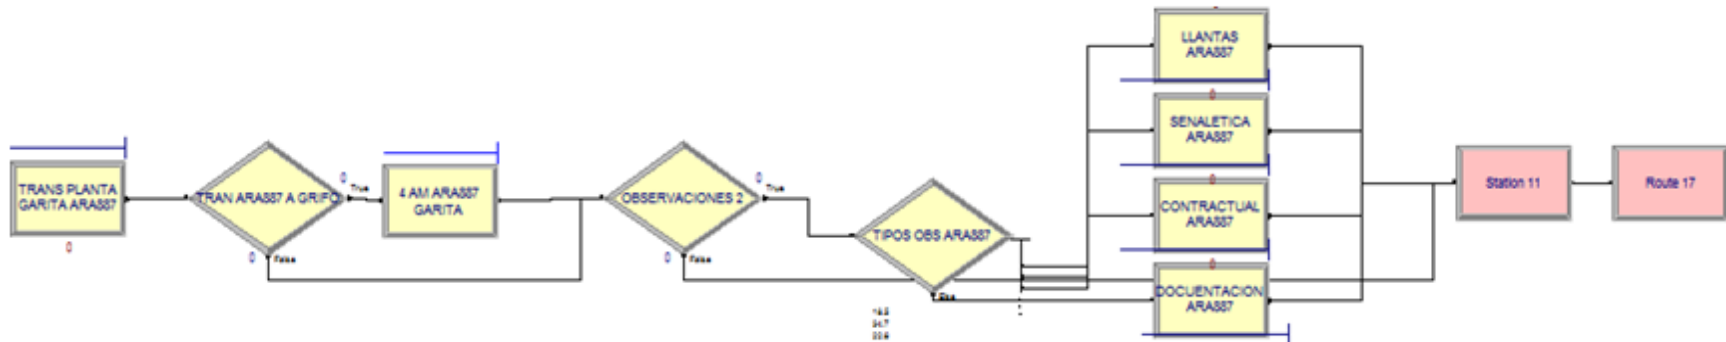 TRANS PLANTA
GARITA ARA887
0
TRAN ARA887 A GRIFO
0
True
0
False
4 AM ARA887
GARITA
OBSERVACIONES 2
0
True
0
False
TIPOS OBS ARA887
Else
LLANTAS
ARA887
0
SENALETICA
ARA887
0
CONTRACTUAL
ARA887
0
DOCUENTACION
ARA887
Station 11
Route 17